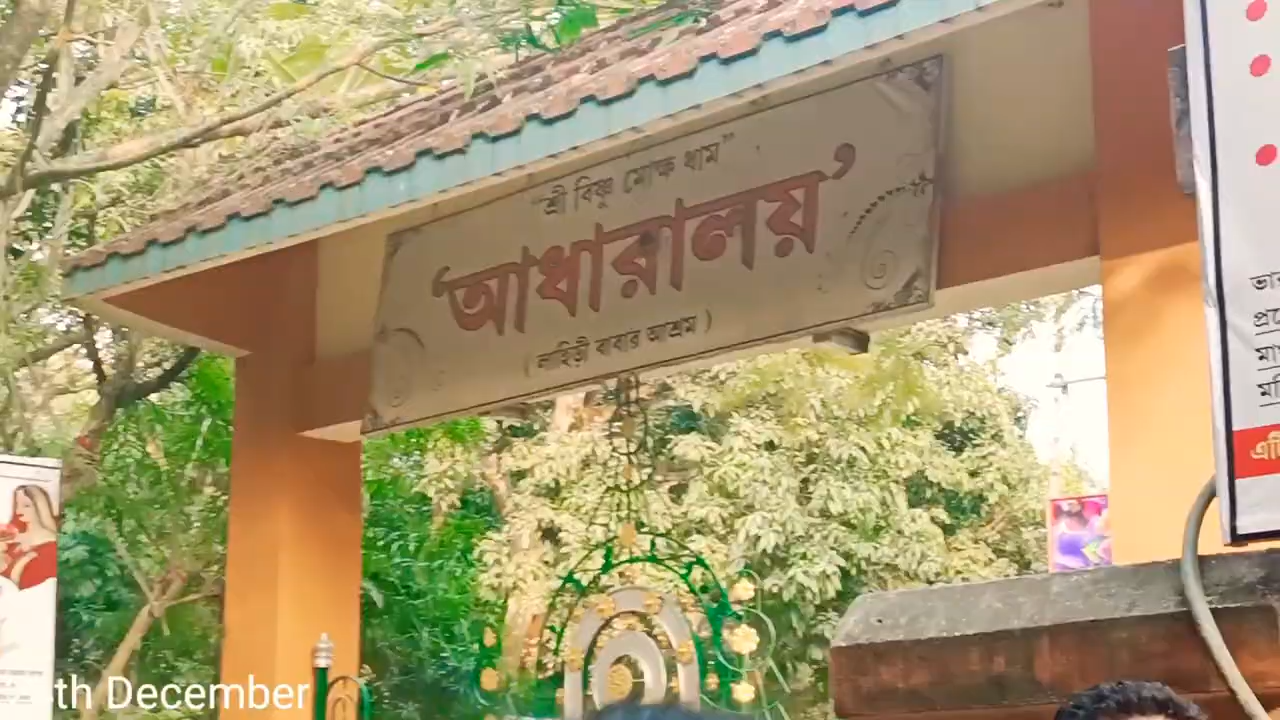 "শ্রী বিষ্ণু মোক্ষ ধাম"
'আধারালয়'
( লাহিড়ী বাবার আশ্রম )
th December